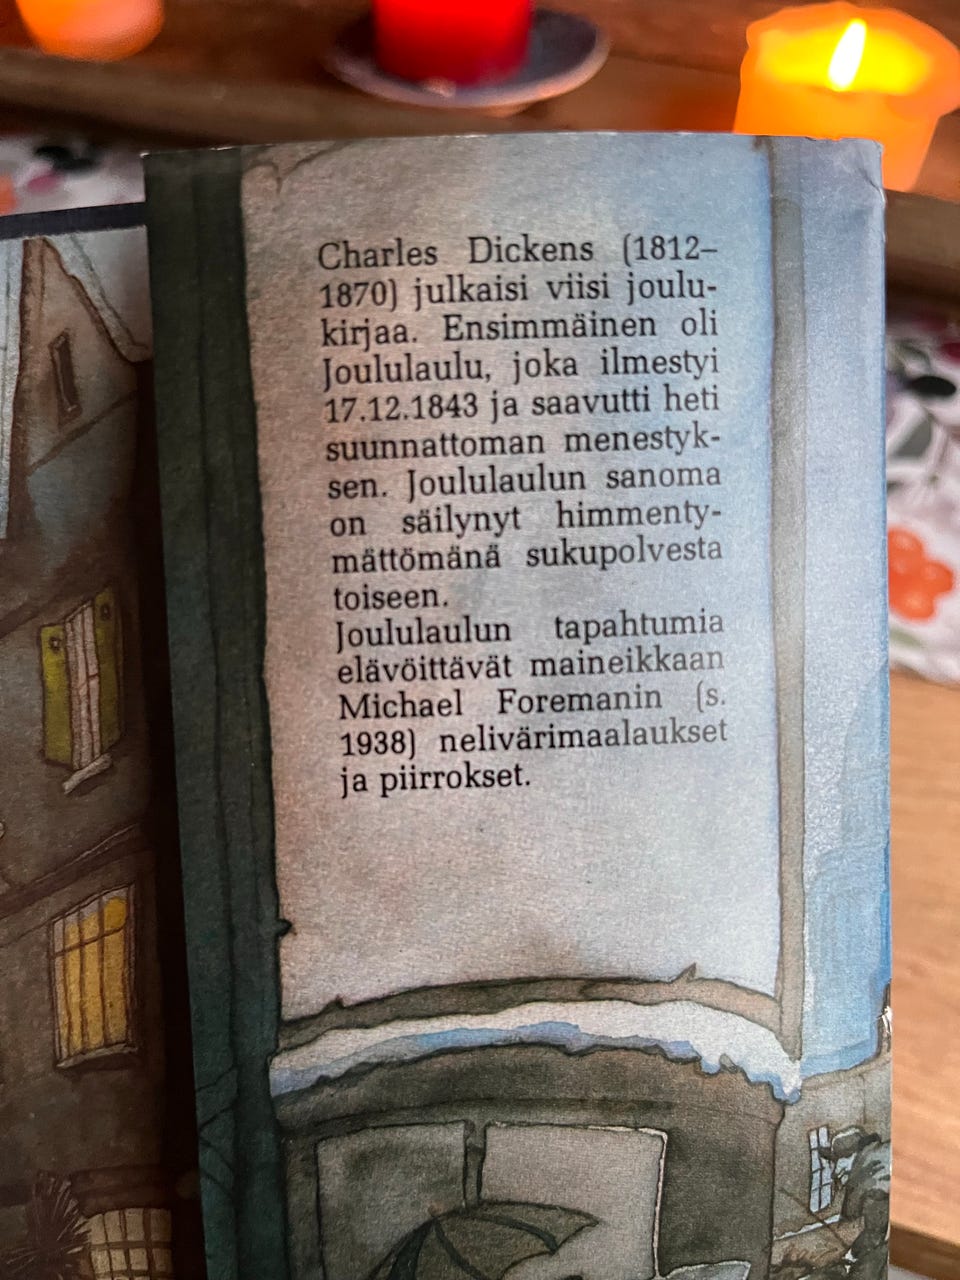 Charles Dickens (1812–
1870) julkaisi viisi joulu-
kirjaa. Ensimmäinen oli
Joululaulu, joka ilmestyi
17.12.1843 ja saavutti heti
suunnattoman menestyk-
sen. Joululaulun sanoma
on säilynyt himmenty-
mättömänä sukupolvesta
toiseen.
Joululaulun tapahtumia
elävöittävät maineikkaan
Michael Foremanin (s.
1938) nelivärimaalaukset
ja piirrokset.